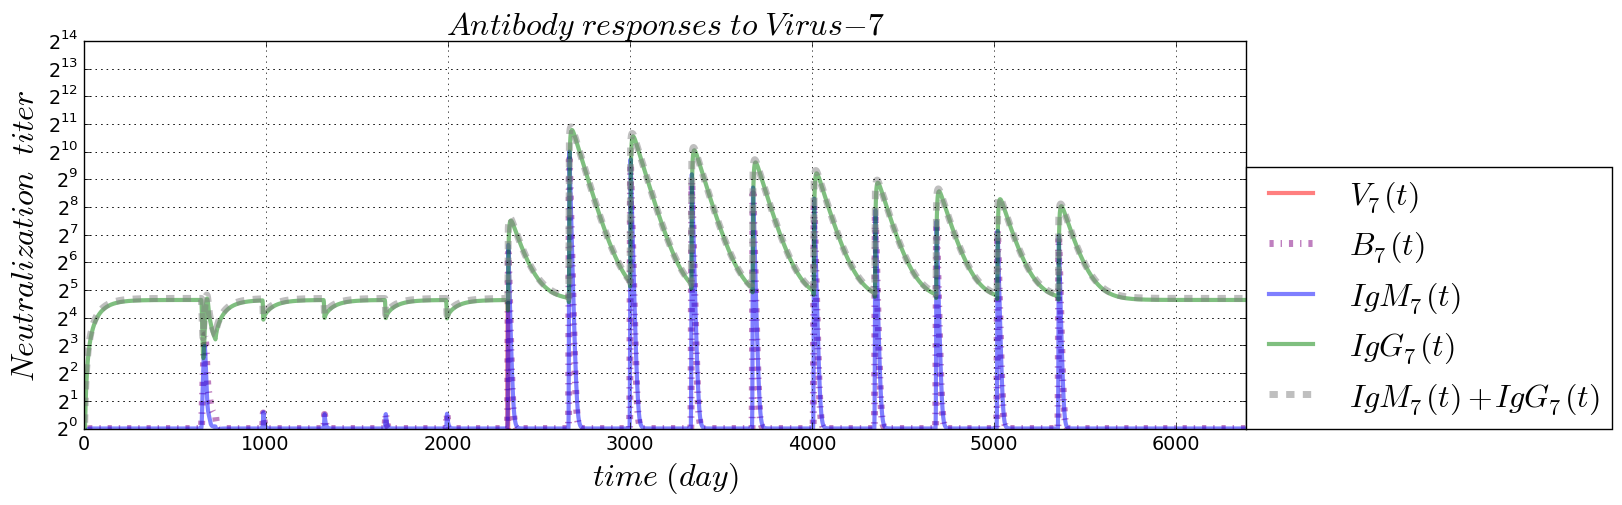 Antibody responses to Virus−7
Neutralization titer
2^14
2^13
2^12
2^11
2^10
2^9
2^8
2^7
2^6
2^5
2^4
2^3
2^2
2^1
2^0
0 1000 2000 3000 4000 5000 6000
time (day)
V_7(t)
B_7(t)
IgM_7(t)
IgG_7(t)
IgM_7(t)+IgG_7(t)